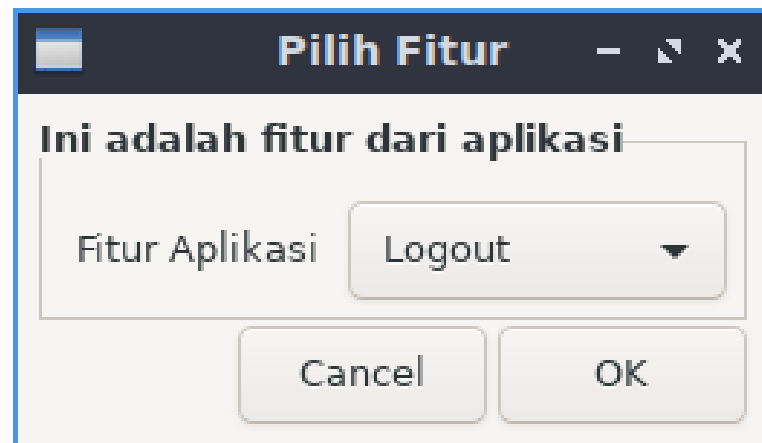 Pilih Fitur
Ini adalah fitur dari aplikasi
Fitur Aplikasi Logout
Cancel OK